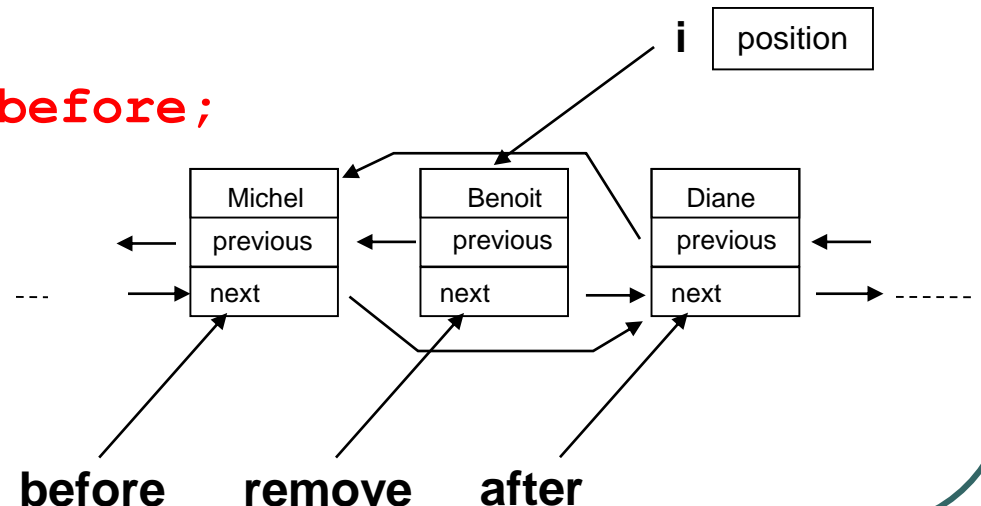 i position
before;
Michel Benoit Diane
previous previous previous
next next next
before remove after